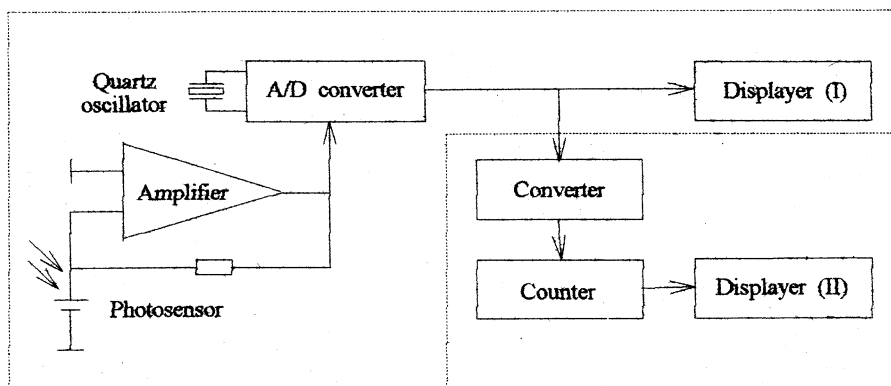 Quartz
oscillator
A/D converter
Displayer (I)
Amplifier
Converter
Photosensor
Counter
Displayer (II)